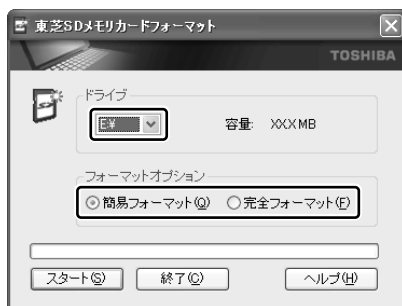 東芝SDメモリカードフォーマット
TOSHIBA
ドライブ
E:¥ 容量: XXXMB
フォーマットオプション
簡易フォーマット(Q) 完全フォーマット(F)
スタート(S) 終了(C) ヘルプ(H)